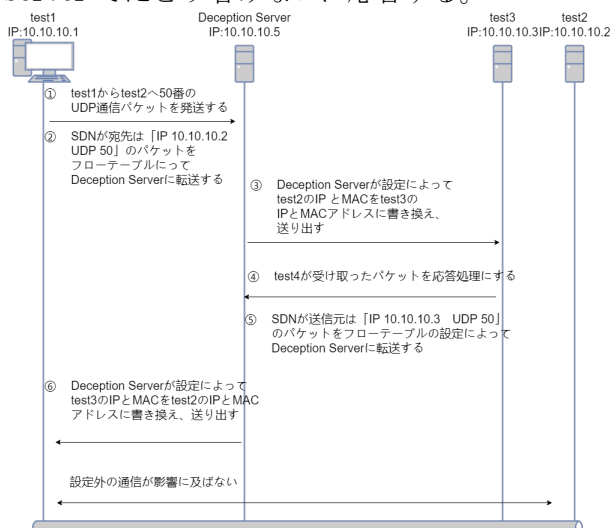 test1
IP:10.10.10.1
Deception Server
IP:10.10.10.5
test3
IP:10.10.10.3
test2
IP:10.10.10.2
① test1からtest2へ50番の
UDP通信パケットを発送する
② SDNが宛先は「IP 10.10.10.2
UDP 50」のパケットを
フローテーブルにって
Deception Serverに転送する
③ Deception Serverが設定によって
test2のIP とMACをtest3の
IPとMACアドレスに書き換え、
送り出す
④ test4が受け取ったパケットを応答処理にする
⑤ SDNが送信元は「IP 10.10.10.3 UDP 50」
のパケットをフローテーブルの設定によって
Deception Serverに転送する
⑥ Deception Serverが設定によって
test3のIPとMACをtest2のIPとMAC
アドレスに書き換え、送り出す
設定外の通信が影響に及ばない